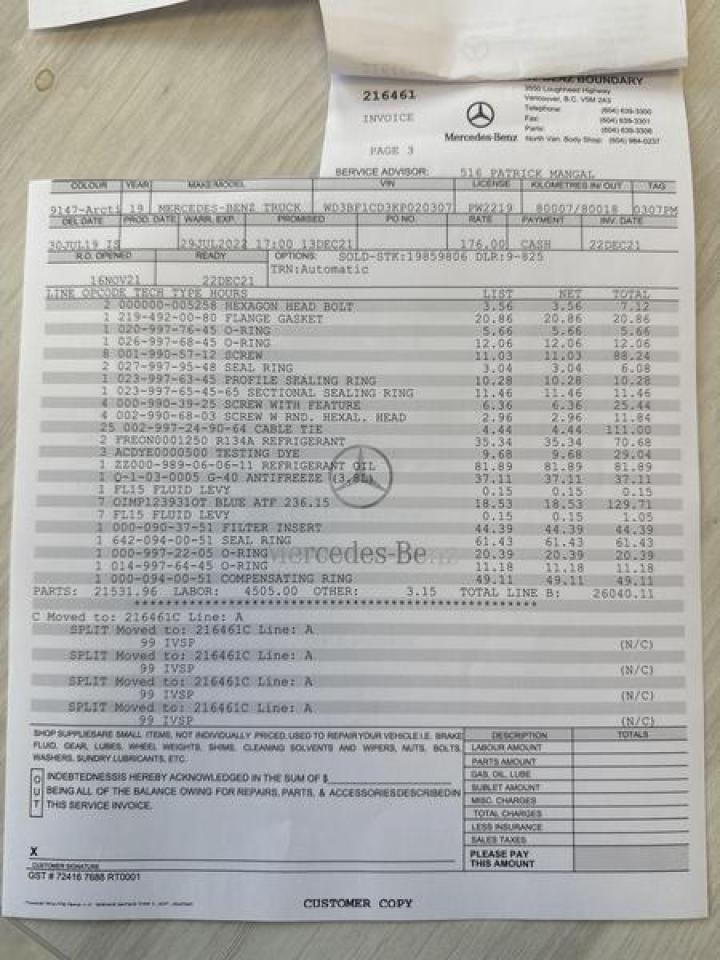 BOUNDARY
3550 Lougheed Highway
Vancouver, B.C. V5M 2A3
216461
Telephone: (604) 639-3300
Fax: (604) 639-3301
INVOICE
Parts: (604) 639-3306
Mercedes-Benz North Van. Body Shop: (604) 984-0237
PAGE 3
SERVICE ADVISOR: 516 PATRICK MANGAL
COLOUR YEAR MAKE/MODEL VIN LICENSE KILOMETRES IN/OUT TAG
9147-Arcti 19 MERCEDES-BENZ TRUCK WD3BF1CD3KP020307 PW2219 80007/80018 0307PM
DEL DATE PROD. DATE WARR. EXP. PROMISED PO NO. RATE PAYMENT INV. DATE
30JUL19 IS 29JUL2022 17:00 13DEC21 176.00 CASH 22DEC21
R.O. OPENED READY OPTIONS: SOLD-STK:19859806 DLR:9-825
TRN:Automatic
16NOV21 22DEC21
LINE OPCODE TECH TYPE HOURS LIST NET TOTAL
2 000000-005258 HEXAGON HEAD BOLT 3.56 3.56 7.12
1 219-492-00-80 FLANGE GASKET 20.86 20.86 20.86
1 020-997-76-45 O-RING 5.66 5.66 5.66
1 026-997-68-45 O-RING 12.06 12.06 12.06
8 001-990-57-12 SCREW 11.03 11.03 88.24
2 027-997-95-48 SEAL RING 3.04 3.04 6.08
1 023-997-63-45 PROFILE SEALING RING 10.28 10.28 10.28
1 023-997-65-45-65 SECTIONAL SEALING RING 11.46 11.46 11.46
4 000-990-39-25 SCREW WITH FEATURE 6.36 6.36 25.44
4 002-990-68-03 SCREW W RND. HEXAL. HEAD 2.96 2.96 11.84
25 002-997-24-90-64 CABLE TIE 4.44 4.44 111.00
2 FREON0001250 R134A REFRIGERANT 35.34 35.34 70.68
3 ACDYE0000500 TESTING DYE 9.68 9.68 29.04
1 ZZ000-989-06-06-11 REFRIGERANT OIL 81.89 81.89 81.89
1 Q-1-03-0005 G-40 ANTIFREEZE (3.8L) 37.11 37.11 37.11
1 FL15 FLUID LEVY 0.15 0.15 0.15
7 OIMP123931OT BLUE ATF 236.15 18.53 18.53 129.71
7 FL15 FLUID LEVY 0.15 0.15 1.05
1 000-090-37-51 FILTER INSERT 44.39 44.39 44.39
1 642-094-00-51 SEAL RING 61.43 61.43 61.43
1 000-997-22-05 O-RING 20.39 20.39 20.39
1 014-997-64-45 O-RING 11.18 11.18 11.18
1 000-094-00-51 COMPENSATING RING 49.11 49.11 49.11
Mercedes-Benz
PARTS: 21531.96 LABOR: 4505.00 OTHER: 3.15 TOTAL LINE B: 26040.11
****************************************
C Moved to: 216461C Line: A
SPLIT Moved to: 216461C Line: A
99 IVSP (N/C)
SPLIT Moved to: 216461C Line: A
99 IVSP (N/C)
SPLIT Moved to: 216461C Line: A
99 IVSP (N/C)
SPLIT Moved to: 216461C Line: A
99 IVSP (N/C)
SHOP SUPPLIES ARE SMALL ITEMS, NOT INDIVIDUALLY PRICED, USED TO REPAIR YOUR VEHICLE I.E. BRAKE
FLUID, GEAR, LUBES, WHEEL WEIGHTS, SHIMS, CLEANING SOLVENTS AND WIPERS, NUTS, BOLTS,
WASHERS, SUNDRY LUBRICANTS, ETC.
OUT
INDEBTEDNESS IS HEREBY ACKNOWLEDGED IN THE SUM OF $
BEING ALL OF THE BALANCE OWING FOR REPAIRS, PARTS, & ACCESSORIES DESCRIBED IN
THIS SERVICE INVOICE.
X
CUSTOMER SIGNATURE
GST # 72416 7688 RT0001
DESCRIPTION TOTALS
LABOUR AMOUNT
PARTS AMOUNT
GAS, OIL, LUBE
SUBLET AMOUNT
MISC. CHARGES
TOTAL CHARGES
LESS INSURANCE
SALES TAXES
PLEASE PAY
THIS AMOUNT
CUSTOMER COPY